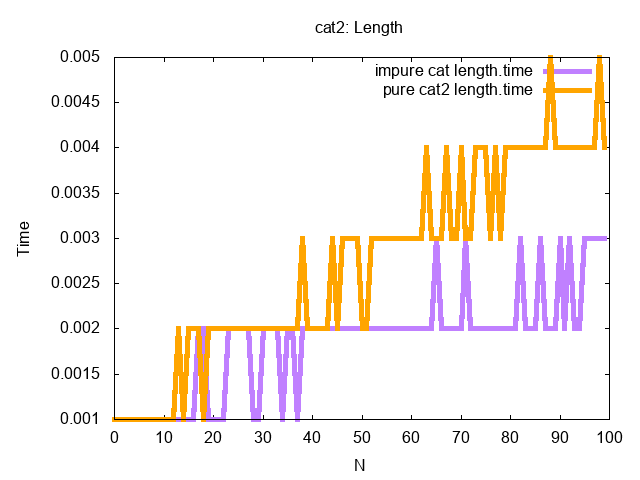 cat2: Length
impure cat length.time
pure cat2 length.time
0.005
0.0045
0.004
0.0035
0.003
0.0025
0.002
0.0015
0.001
Time
0 10 20 30 40 50 60 70 80 90 100
N